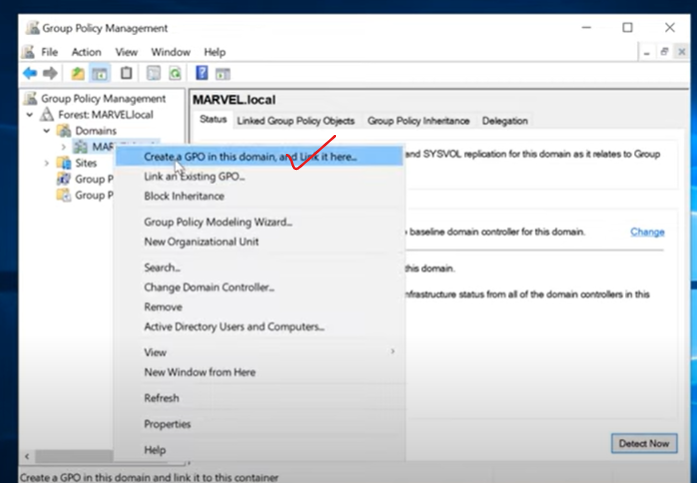 Group Policy Management
File Action View Window Help
Group Policy Management
Forest: MARVEL.local
Domains
MAR
Sites
Group P
Group P
MARVEL.local
Status Linked Group Policy Objects Group Policy Inheritance Delegation
and SYSVOL replication for this domain as it relates to Group
baseline domain controller for this domain. Change
this domain.
nfrastructure status from all of the domain controllers in this
Detect Now
Create a GPO in this domain, and Link it here...
Link an Existing GPO...
Block Inheritance
Group Policy Modeling Wizard...
New Organizational Unit
Search...
Change Domain Controller...
Remove
Active Directory Users and Computers...
View
New Window from Here
Refresh
Properties
Help
Create a GPO in this domain and link it to this container